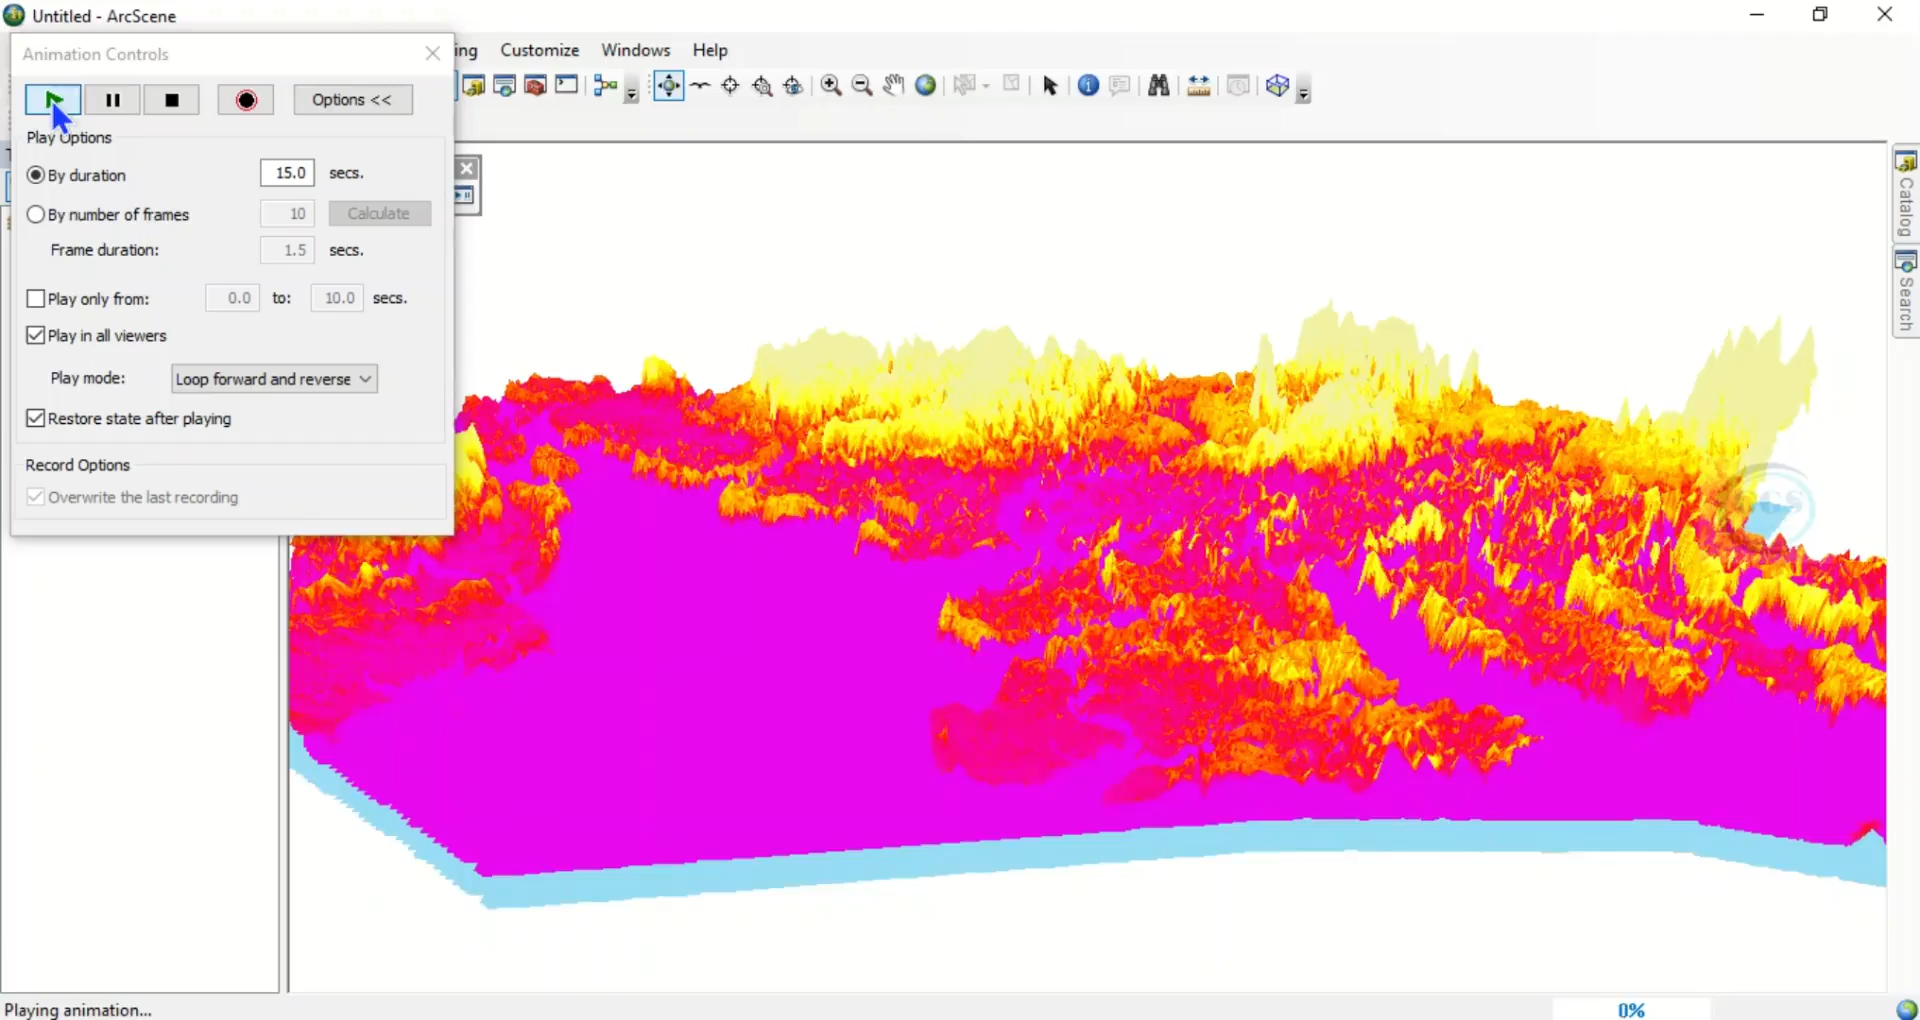 Untitled - ArcScene
Animation Controls
ing Customize Windows Help
Options <<
Play Options
By duration 15.0 secs.
By number of frames 10 Calculate
Frame duration: 1.5 secs.
Play only from: 0.0 to: 10.0 secs.
Play in all viewers
Play mode: Loop forward and reverse
Restore state after playing
Record Options
Overwrite the last recording
Catalog
Search
Playing animation... 0%